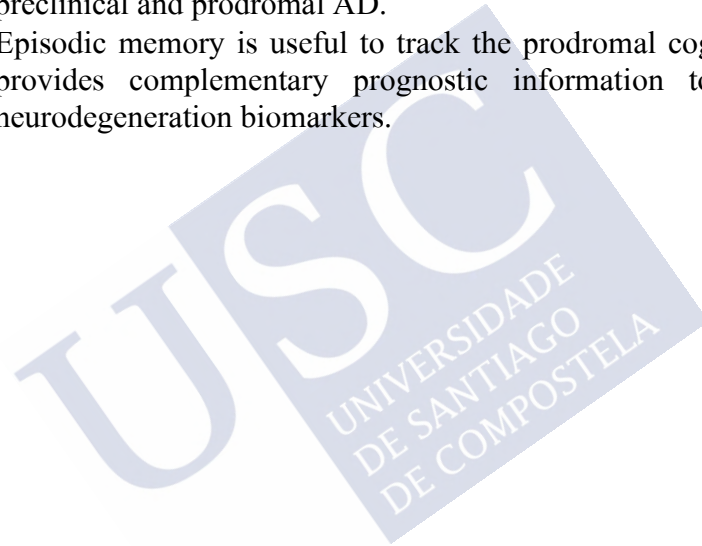 preclinical and prodromal AD.
Episodic memory is useful to track the prodromal cog
provides complementary prognostic information to
neurodegeneration biomarkers.
USC
UNIVERSIDADE
DE SANTIAGO
DE COMPOSTELA